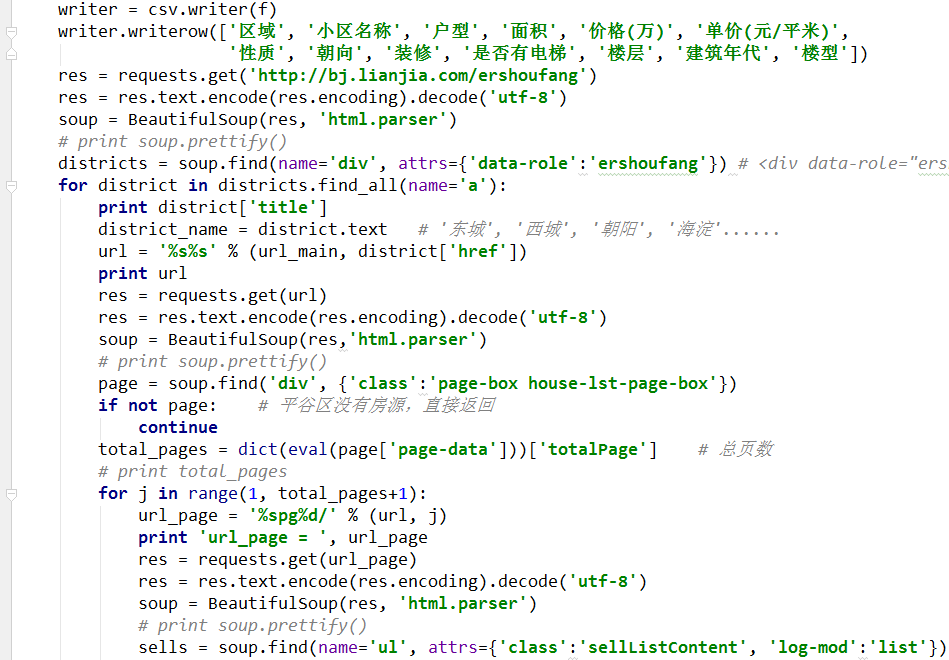 writer = csv.writer(f)
writer.writerow(['区域', '小区名称', '户型', '面积', '价格(万)', '单价(元/平米)',
'性质', '朝向', '装修', '是否有电梯', '楼层', '建筑年代', '楼型'])
res = requests.get('http://bj.lianjia.com/ershoufang')
res = res.text.encode(res.encoding).decode('utf-8')
soup = BeautifulSoup(res, 'html.parser')
# print soup.prettify()
districts = soup.find(name='div', attrs={'data-role':'ershoufang'}) # <div data-role="ers
for district in districts.find_all(name='a'):
print district['title']
district_name = district.text # '东城', '西城', '朝阳', '海淀'......
url = '%s%s' % (url_main, district['href'])
print url
res = requests.get(url)
res = res.text.encode(res.encoding).decode('utf-8')
soup = BeautifulSoup(res,'html.parser')
# print soup.prettify()
page = soup.find('div', {'class':'page-box house-lst-page-box'})
if not page: # 平谷区没有房源，直接返回
continue
total_pages = dict(eval(page['page-data']))['totalPage'] # 总页数
# print total_pages
for j in range(1, total_pages+1):
url_page = '%spg%d/' % (url, j)
print 'url_page = ', url_page
res = requests.get(url_page)
res = res.text.encode(res.encoding).decode('utf-8')
soup = BeautifulSoup(res, 'html.parser')
# print soup.prettify()
sells = soup.find(name='ul', attrs={'class':'sellListContent', 'log-mod':'list'})